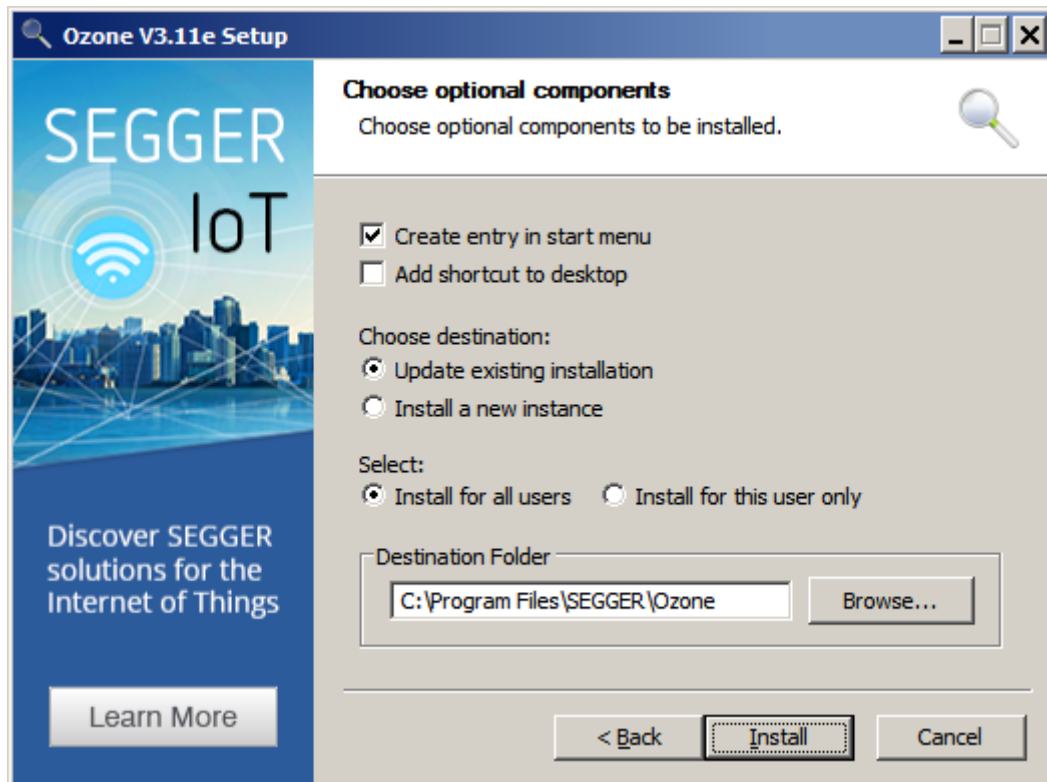 Ozone V3.11e Setup
SEGGER
IoT
Discover SEGGER
solutions for the
Internet of Things
Learn More
Choose optional components
Choose optional components to be installed.
Create entry in start menu
Add shortcut to desktop
Choose destination:
Update existing installation
Install a new instance
Select:
Install for all users Install for this user only
Destination Folder
C:\Program Files\SEGGER\Ozone Browse...
< Back Install Cancel